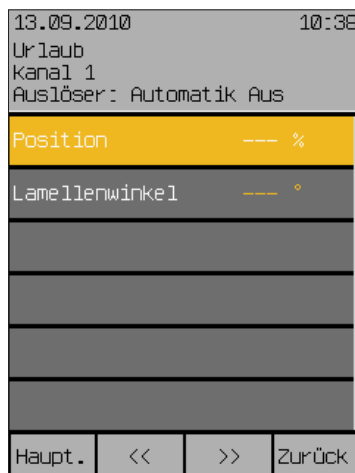 13.09.2010 10:38
Urlaub
Kanal 1
Auslöser: Automatik Aus
Position --- %
Lamellenwinkel --- °
Haupt. << >> Zurück